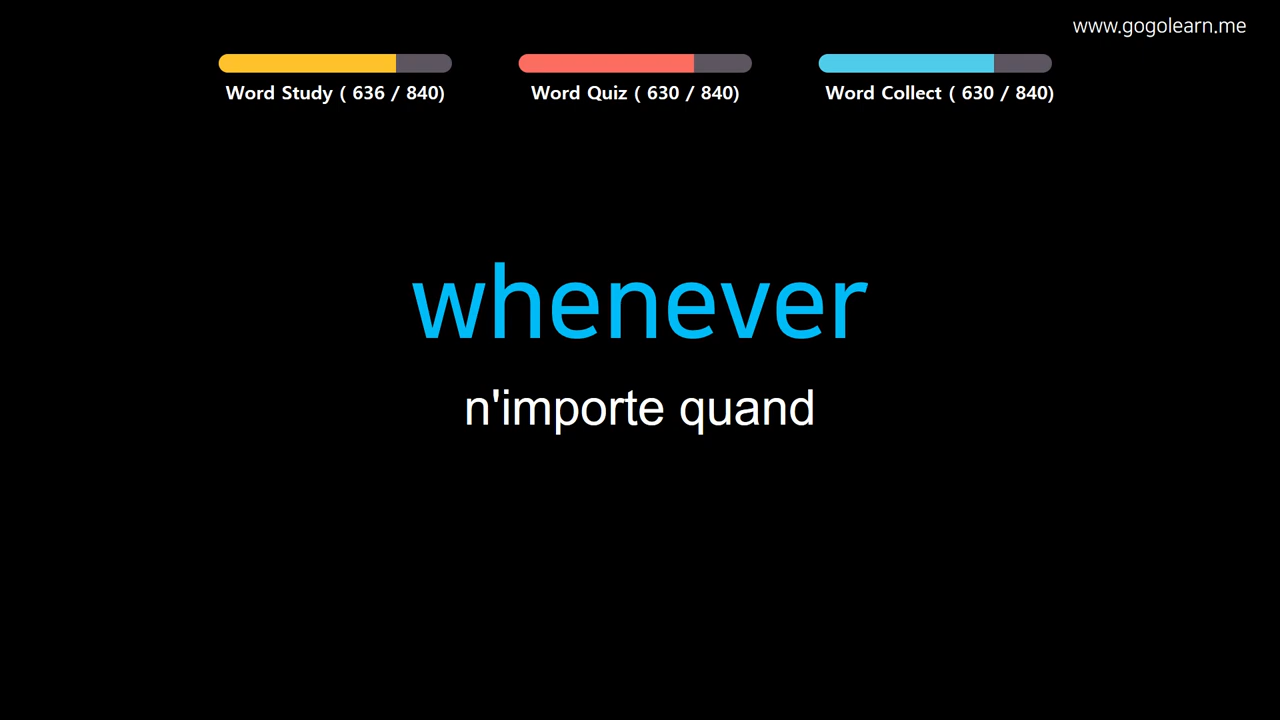 www.gogolearn.me
Word Study ( 636 / 840)
Word Quiz ( 630 / 840)
Word Collect ( 630 / 840)
whenever
n'importe quand